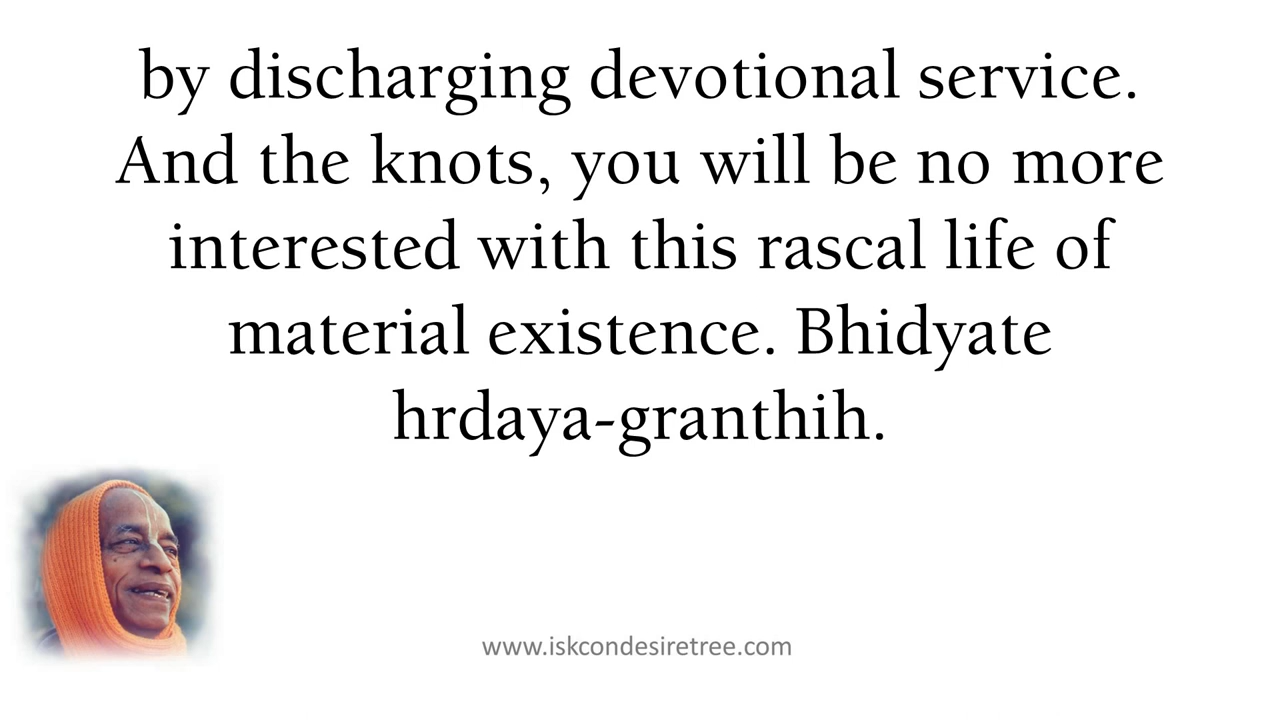 by discharging devotional service.
And the knots, you will be no more
interested with this rascal life of
material existence. Bhidyate
hrdaya-granthih.
www.iskcondesiretree.com